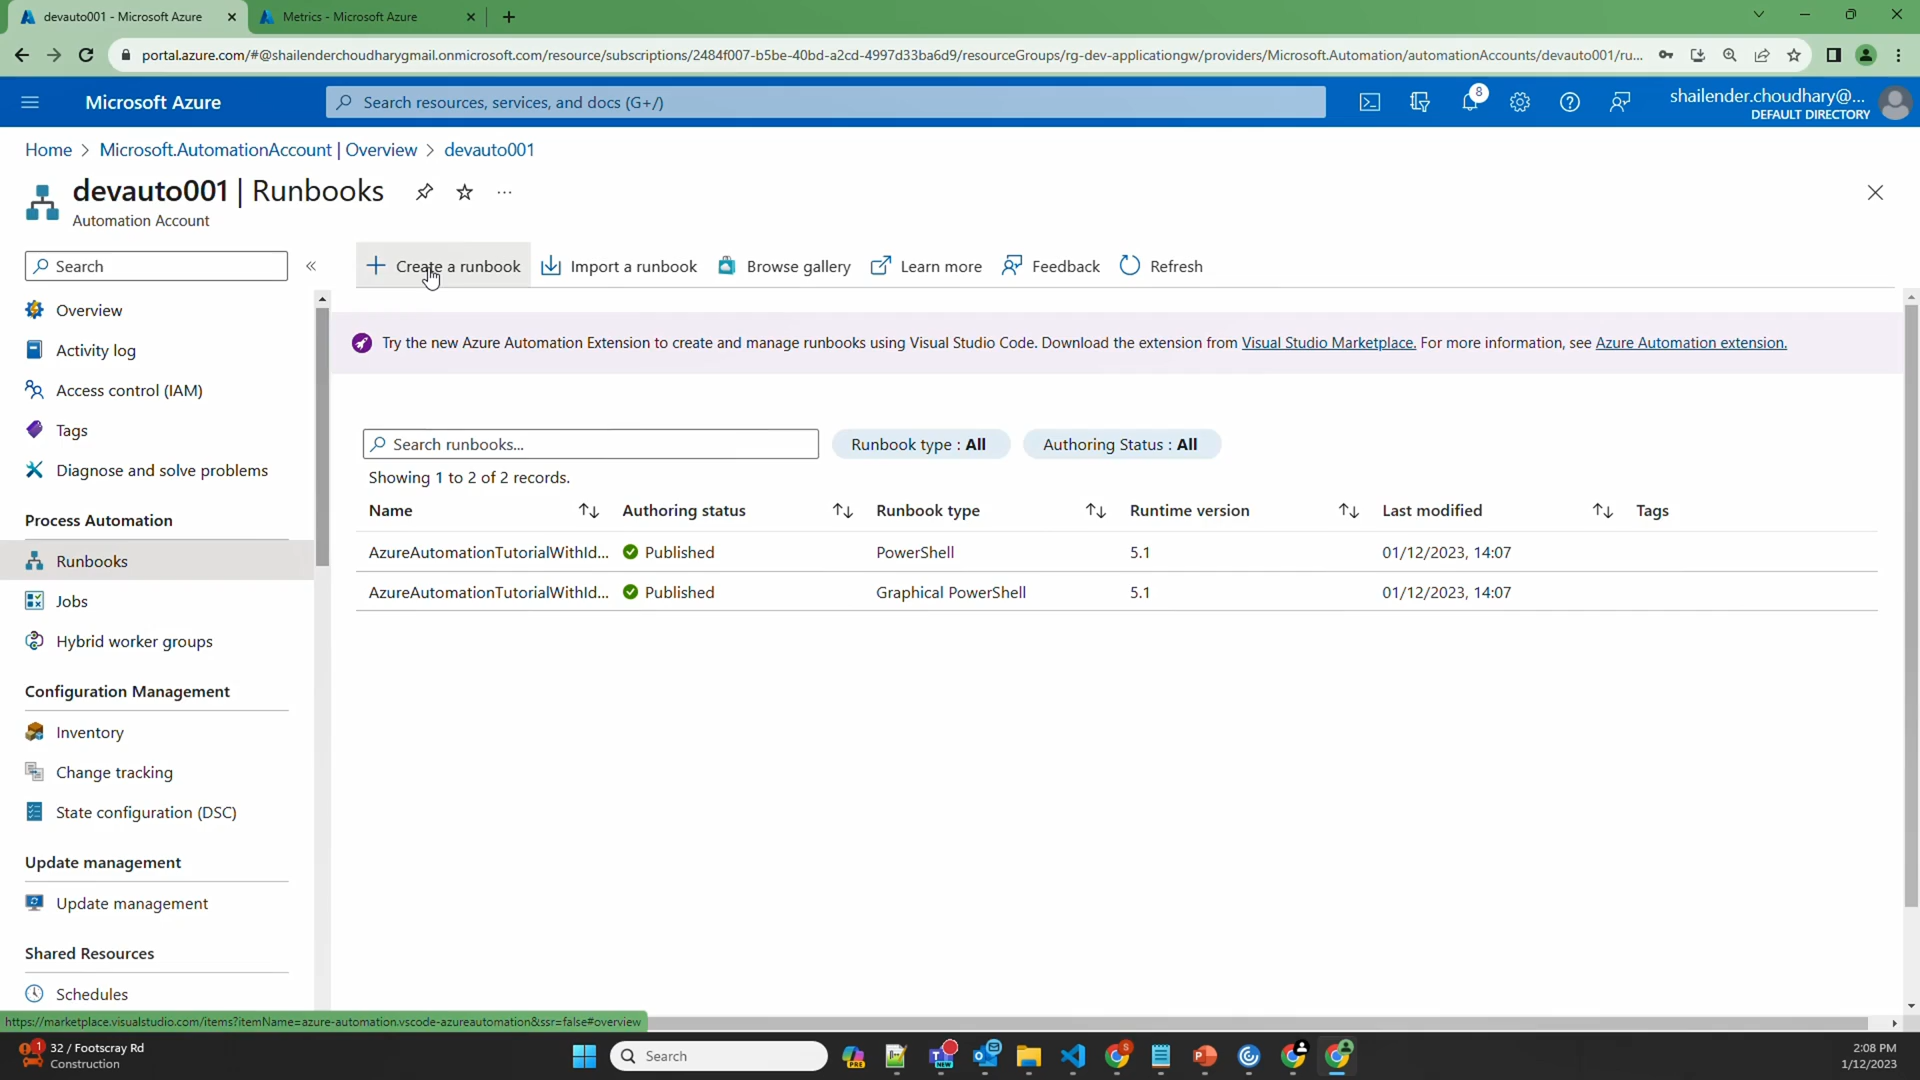 devauto001 - Microsoft Azure
Metrics - Microsoft Azure
portal.azure.com/#@shailenderchoudharygmail.onmicrosoft.com/resource/subscriptions/2484f007-b5be-40bd-a2cd-4997d33ba6d9/resourceGroups/rg-dev-applicationgw/providers/Microsoft.Automation/automationAccounts/devauto001/ru...
Microsoft Azure
Search resources, services, and docs (G+/)
8
shailender.choudhary@...
DEFAULT DIRECTORY
Home > Microsoft.AutomationAccount | Overview > devauto001
devauto001 | Runbooks
Automation Account
Search
Create a runbook
Import a runbook
Browse gallery
Learn more
Feedback
Refresh
Overview
Activity log
Access control (IAM)
Tags
Diagnose and solve problems
Process Automation
Runbooks
Jobs
Hybrid worker groups
Configuration Management
Inventory
Change tracking
State configuration (DSC)
Update management
Update management
Shared Resources
Schedules
Try the new Azure Automation Extension to create and manage runbooks using Visual Studio Code. Download the extension from Visual Studio Marketplace. For more information, see Azure Automation extension.
Search runbooks...
Runbook type : All
Authoring Status : All
Showing 1 to 2 of 2 records.
Name Authoring status Runbook type Runtime version Last modified Tags
AzureAutomationTutorialWithId... Published PowerShell 5.1 01/12/2023, 14:07
AzureAutomationTutorialWithId... Published Graphical PowerShell 5.1 01/12/2023, 14:07
https://marketplace.visualstudio.com/items?itemName=azure-automation.vscode-azureautomation&ssr=false#overview
1
32 / Footscray Rd
Construction
Search
PRE
NEW
S
2:08 PM
1/12/2023